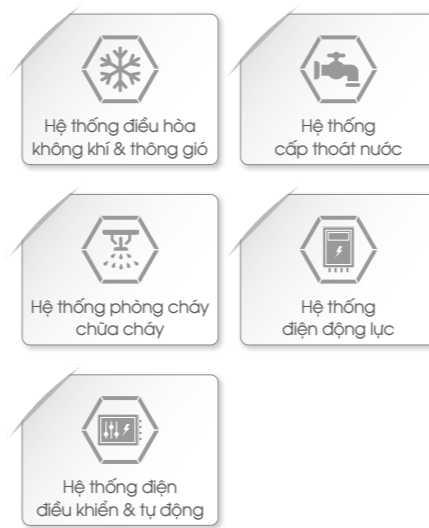 Hệ thống điều hòa
không khí & thông gió
Hệ thống
cấp thoát nước
Hệ thống phòng cháy
chữa cháy
Hệ thống
điện động lực
Hệ thống điện
điều khiển & tự động